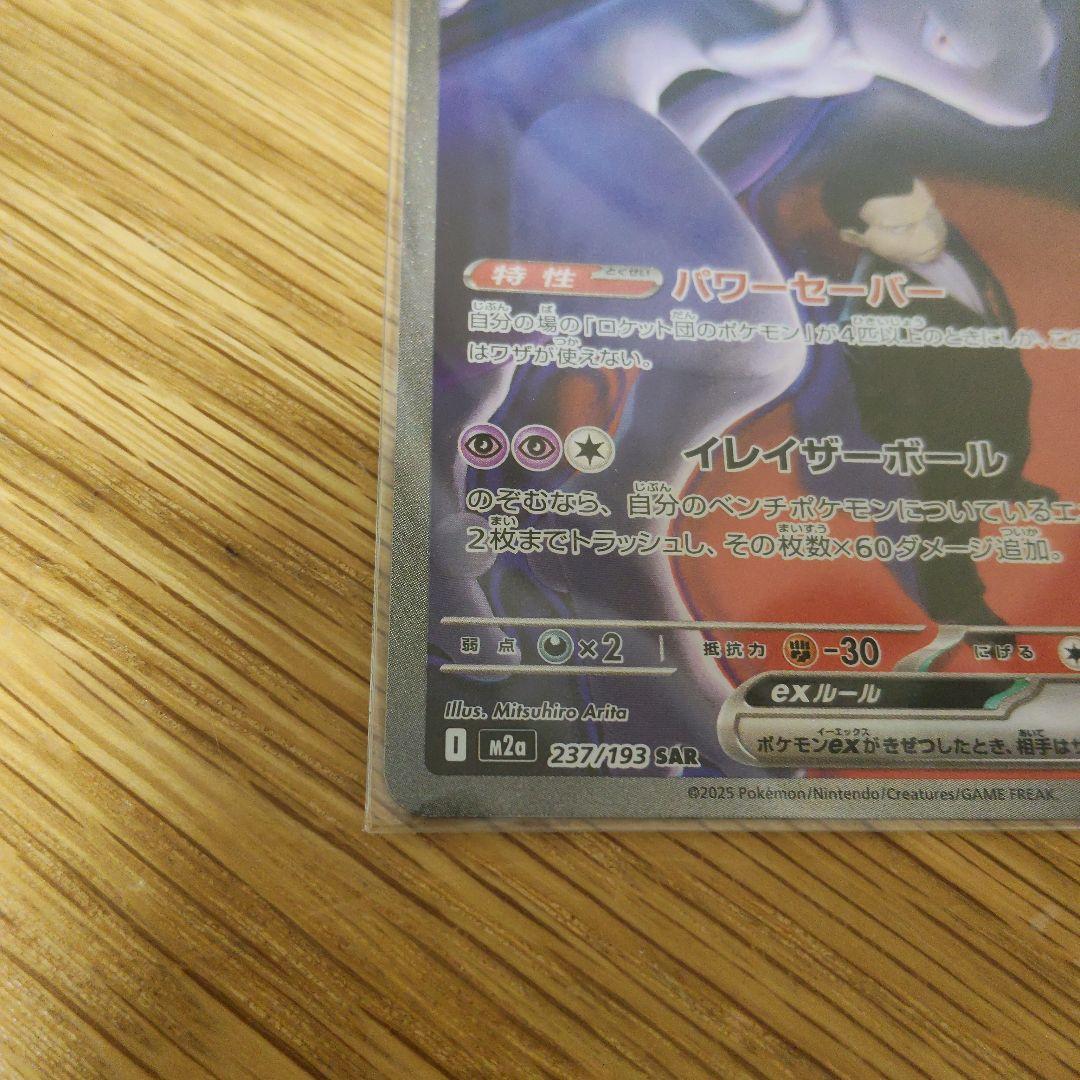 特性 とくせい パワーセーバー
自分の場の「ロケット団のポケモン」が4匹以上のときにしか、この
はワザが使えない。
イレイザーボール
のぞむなら、自分のベンチポケモンについているエ
2枚までトラッシュし、その枚数×60ダメージ追加。
弱点 ×2 抵抗力 -30 にげる
Illus. Mitsuhiro Arita
exルール
ポケモンexがきぜつしたとき、相手はサ
I m2a 237/193 SAR
©2025 Pokémon/Nintendo/Creatures/GAME FREAK.